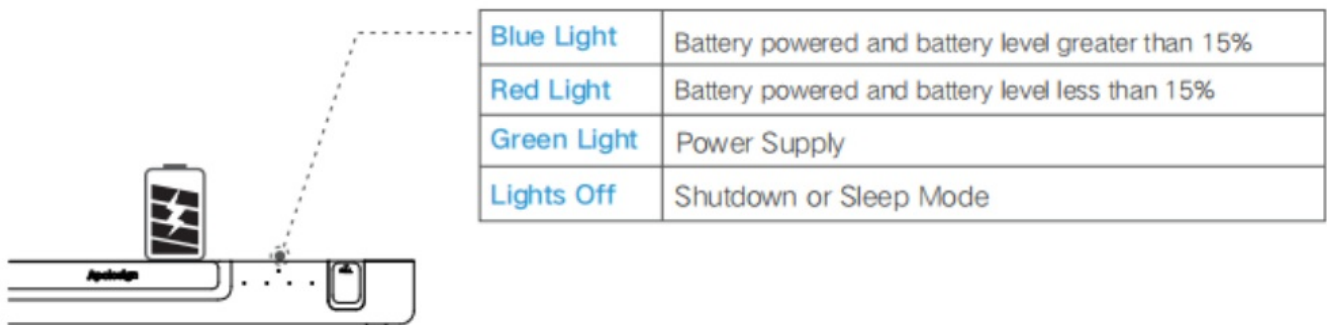 Blue Light Battery powered and battery level greater than 15%
Red Light Battery powered and battery level less than 15%
Green Light Power Supply
Lights Off Shutdown or Sleep Mode
Apolosign